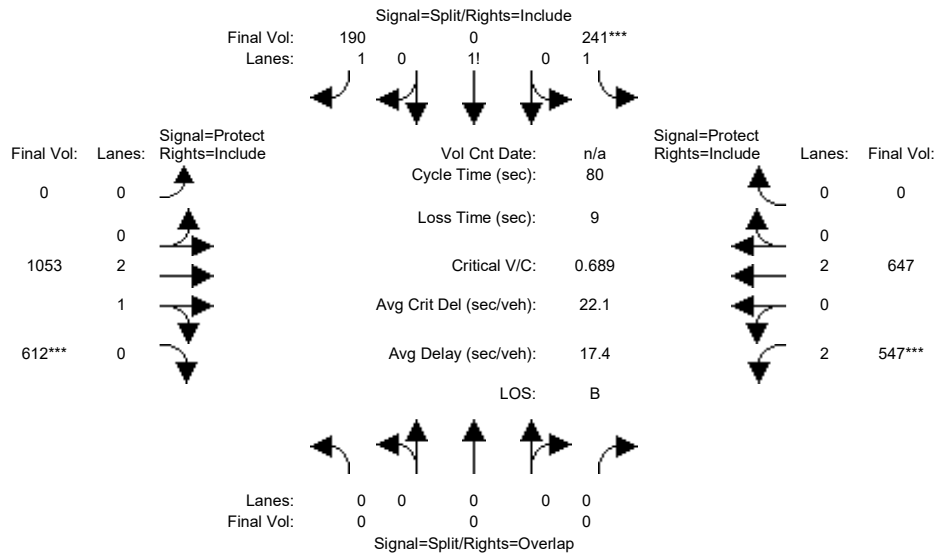 Signal=Split/Rights=Include
Final Vol: 190 0 241***
Lanes: 1 0 1! 0 1
Signal=Protect Signal=Protect
Final Vol: Lanes: Rights=Include Vol Cnt Date: n/a Rights=Include Lanes: Final Vol:
Cycle Time (sec): 80
0 0 0 0
Loss Time (sec): 9
0 0
1053 2 Critical V/C: 0.689 2 647
1 Avg Crit Del (sec/veh): 22.1 0
612*** 0 Avg Delay (sec/veh): 17.4 2 547***
LOS: B
Lanes: 0 0 0 0 0
Final Vol: 0 0 0
Signal=Split/Rights=Overlap